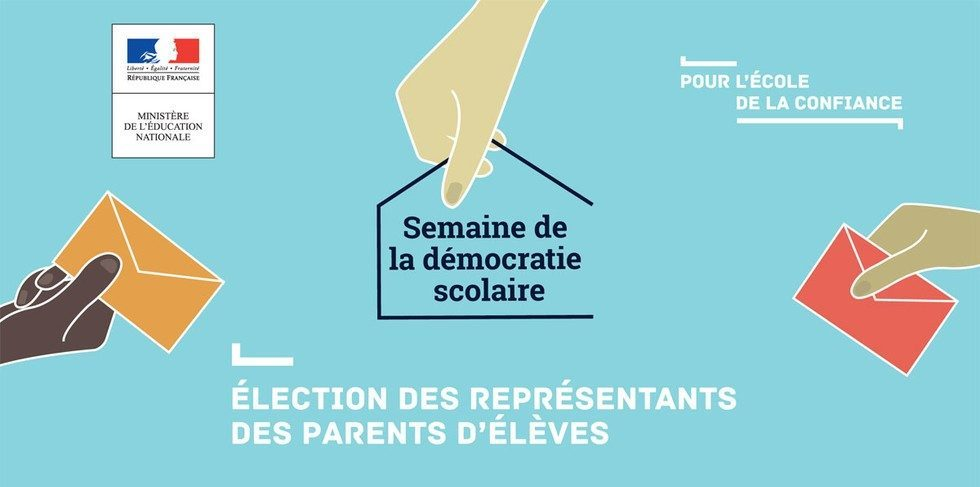 Liberté • Égalité • Fraternité
RÉPUBLIQUE FRANÇAISE
MINISTÈRE
DE L'ÉDUCATION
NATIONALE
POUR L'ÉCOLE
DE LA CONFIANCE
Semaine de
la démocratie
scolaire
ÉLECTION DES REPRÉSENTANTS
DES PARENTS D'ÉLÈVES